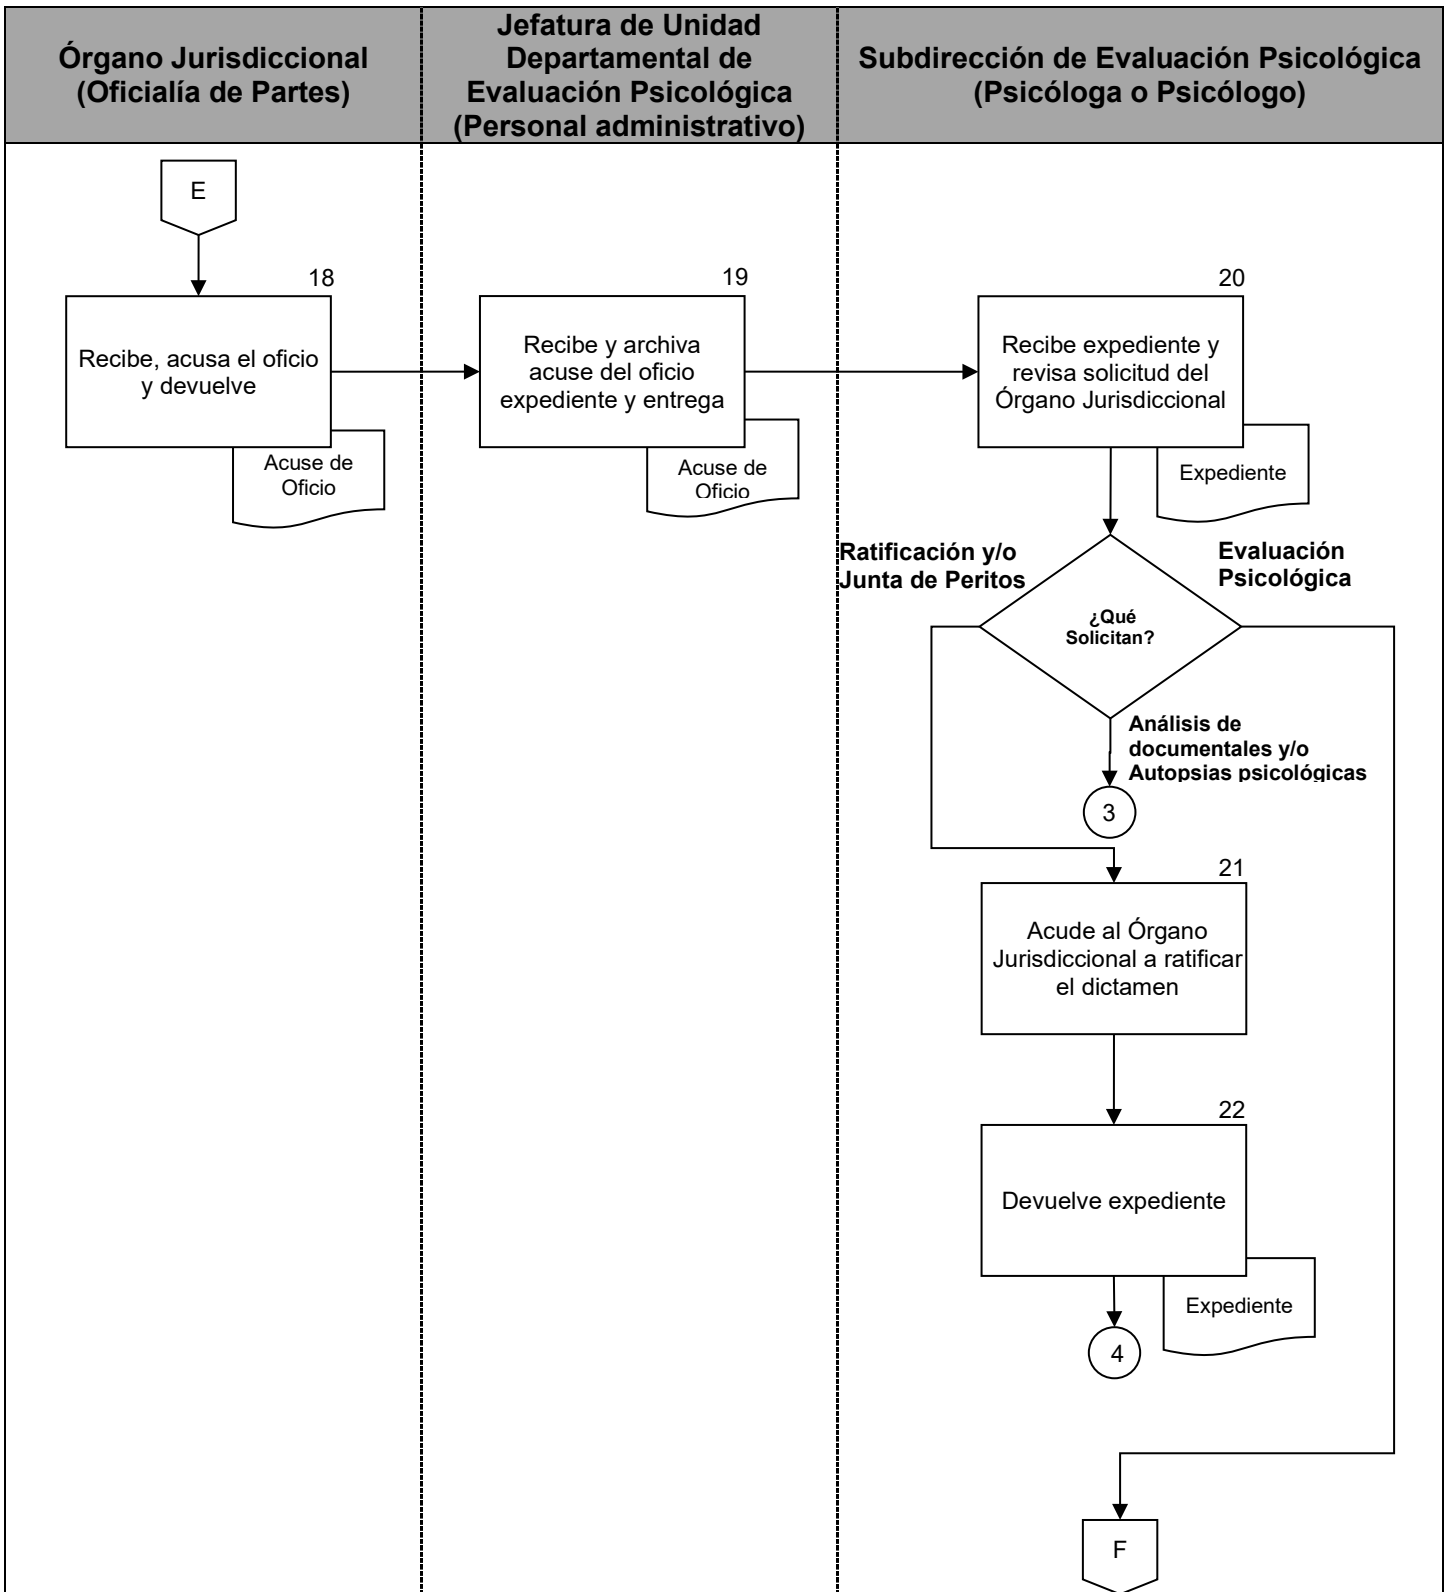 Órgano Jurisdiccional
(Oficialía de Partes)
Jefatura de Unidad
Departamental de
Evaluación Psicológica
(Personal administrativo)
Subdirección de Evaluación Psicológica
(Psicóloga o Psicólogo)
E
18
Recibe, acusa el oficio
y devuelve
Acuse de
Oficio
19
Recibe y archiva
acuse del oficio
expediente y entrega
Acuse de
Oficio
20
Recibe expediente y
revisa solicitud del
Órgano Jurisdiccional
Expediente
Ratificación y/o
Junta de Peritos
Evaluación
Psicológica
¿Qué
Solicitan?
Análisis de
documentales y/o
Autopsias psicológicas
3
21
Acude al Órgano
Jurisdiccional a ratificar
el dictamen
22
Devuelve expediente
Expediente
4
F